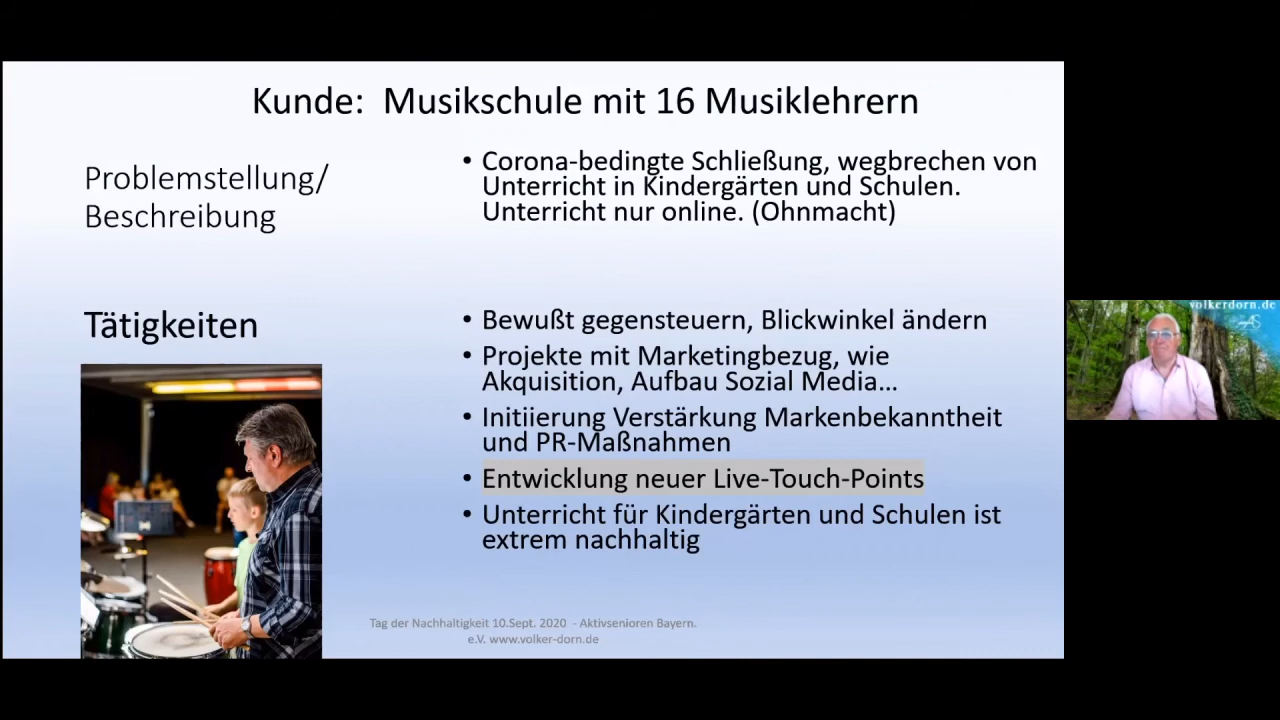 Kunde:  Musikschule mit 16 Musiklehrern
Problemstellung/
Beschreibung
• Corona-bedingte Schließung, wegbrechen von
Unterricht in Kindergärten und Schulen.
Unterricht nur online. (Ohnmacht)
Tätigkeiten
• Bewußt gegensteuern, Blickwinkel ändern
• Projekte mit Marketingbezug, wie
Akquisition, Aufbau Sozial Media...
• Initiierung Verstärkung Markenbekanntheit
und PR-Maßnahmen
• Entwicklung neuer Live-Touch-Points
• Unterricht für Kindergärten und Schulen ist
extrem nachhaltig
Tag der Nachhaltigkeit 10.Sept. 2020  - Aktivsenioren Bayern.
e.V. www.volker-dorn.de
volkerdorn.de